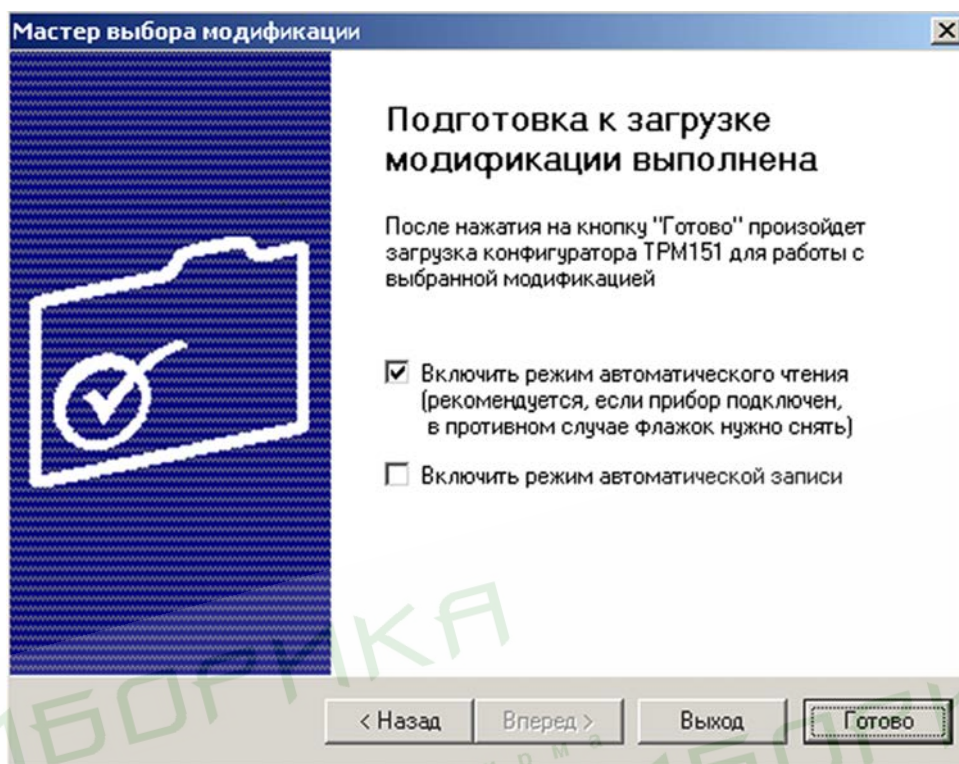 Мастер выбора модификации
Подготовка к загрузке
модификации выполнена
После нажатия на кнопку "Готово" произойдет
загрузка конфигуратора ТРМ151 для работы с
выбранной модификацией
Включить режим автоматического чтения
(рекомендуется, если прибор подключен,
в противном случае флажок нужно снять)
Включить режим автоматической записи
< Назад
Вперед >
Выход
Готово